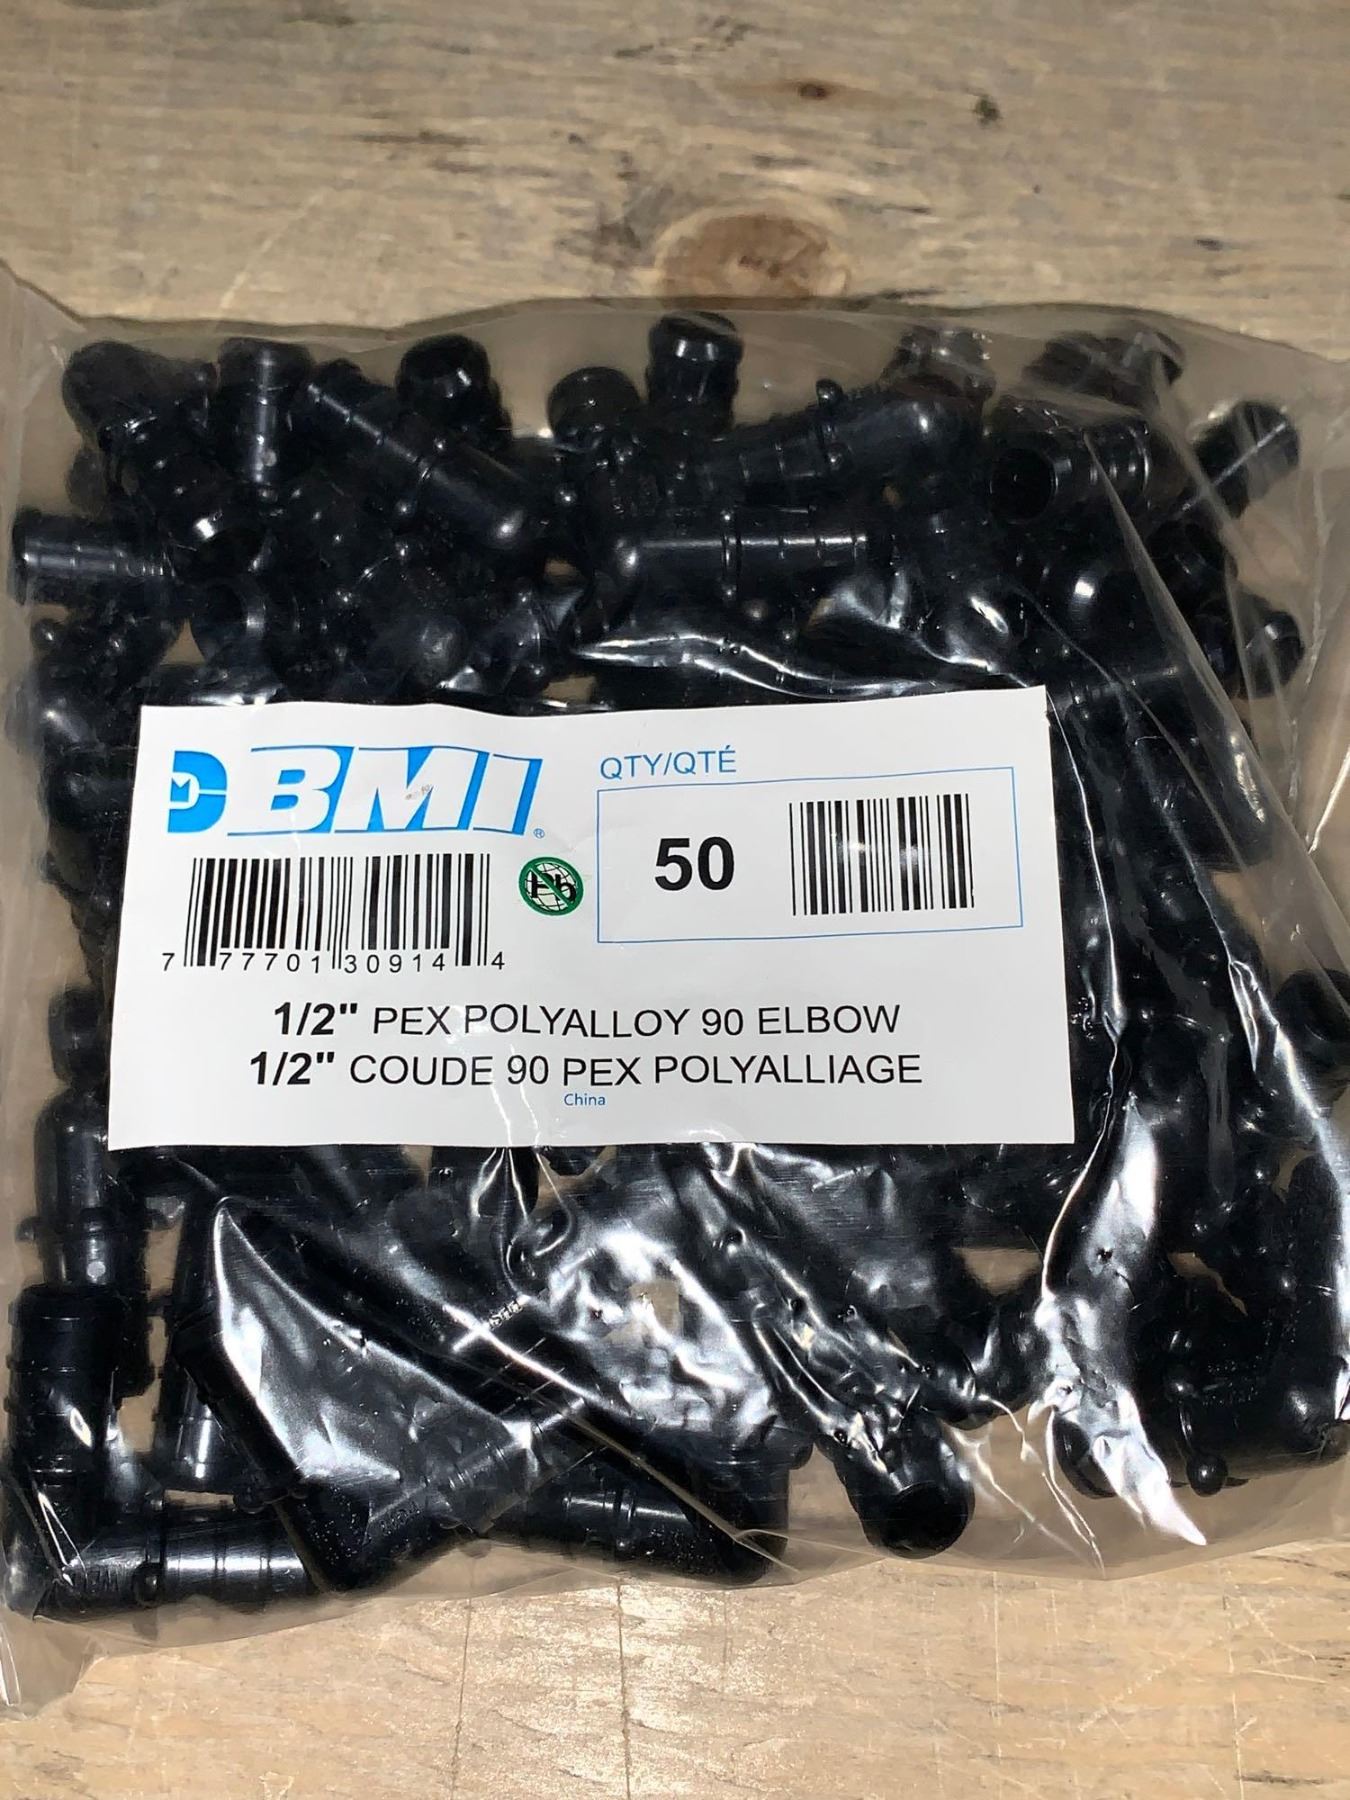 BMI®
QTY/QTÉ
50
7 77701 30914 4
Pb
1/2" PEX POLYALLOY 90 ELBOW
1/2" COUDE 90 PEX POLYALLIAGE
China